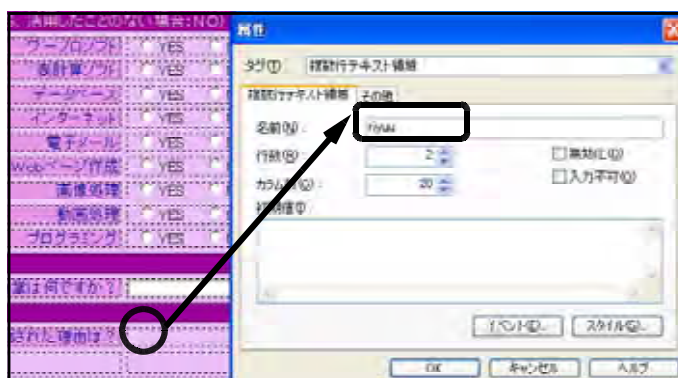 、活用したことのない場合:NO)
ワープロソフト YES
表計算ソフト YES
データベース YES
インターネット YES
電子メール YES
Webページ作成 YES
画像処理 YES
動画処理 YES
プログラミング YES
業は何ですか?
された理由は?
属性
タグ(T): 複数行テキスト領域
複数行テキスト領域 その他
名前(N): riyuu
行数(R): 2 無効(L)(D)
カラム数(C): 20 入力不可(O)
初期値(I):
イベント(E)... スタイル(S)...
OK キャンセル ヘルプ